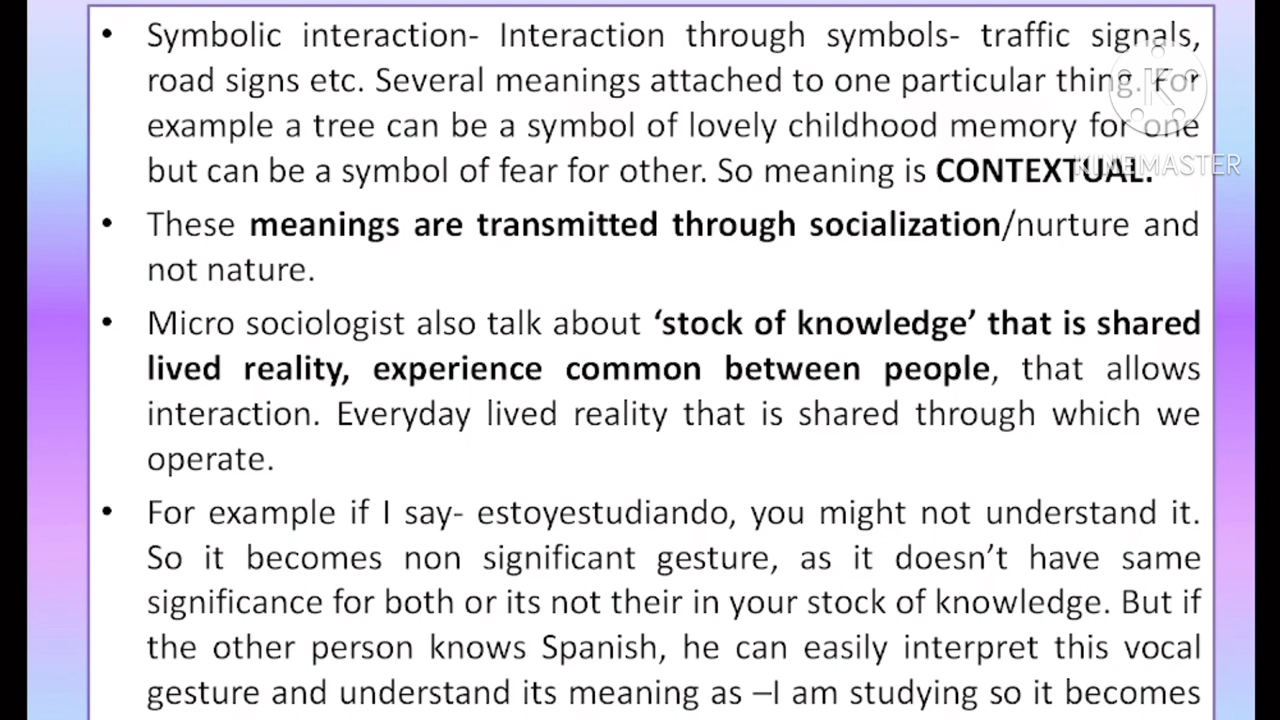 • Symbolic interaction- Interaction through symbols- traffic signals,
road signs etc. Several meanings attached to one particular thing. For
example a tree can be a symbol of lovely childhood memory for one
but can be a symbol of fear for other. So meaning is CONTEXTUAL.
KINEMASTER
• These meanings are transmitted through socialization/nurture and
not nature.
• Micro sociologist also talk about ‘stock of knowledge’ that is shared
lived reality, experience common between people, that allows
interaction. Everyday lived reality that is shared through which we
operate.
• For example if I say- estoyestudiando, you might not understand it.
So it becomes non significant gesture, as it doesn’t have same
significance for both or its not their in your stock of knowledge. But if
the other person knows Spanish, he can easily interpret this vocal
gesture and understand its meaning as –I am studying so it becomes